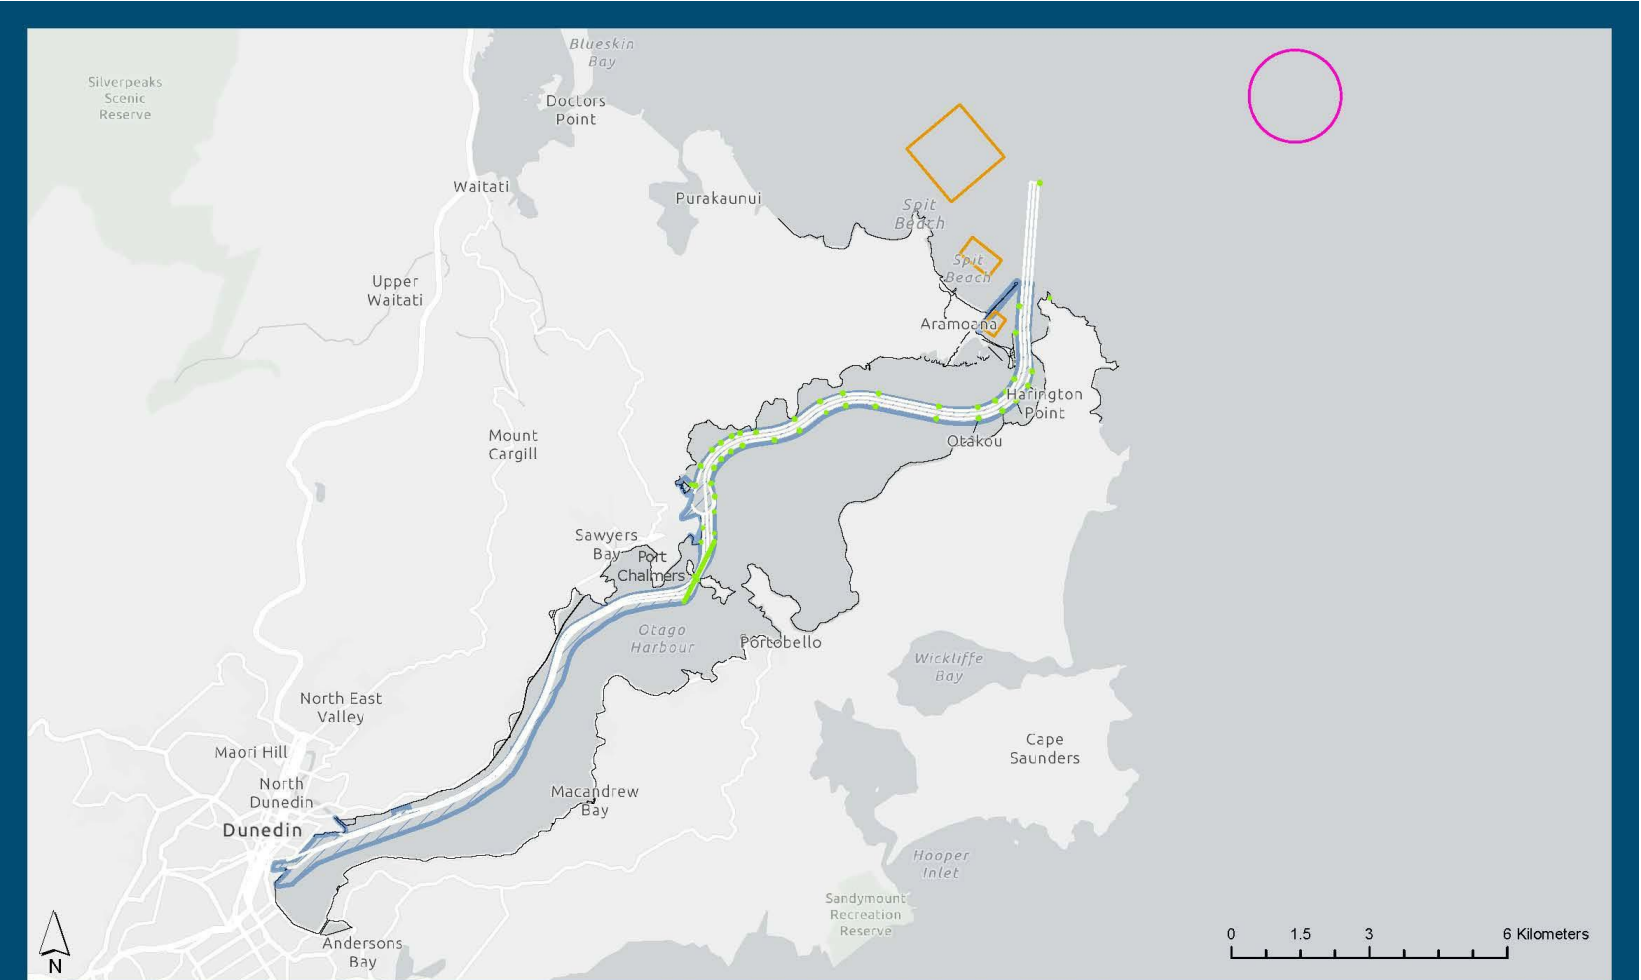 Blueskin
Bay
Silverpeaks
Scenic
Reserve
Doctors
Point
Waitati
Purakaunui
Spit
Beach
Spit
Beach
Upper
Waitati
Aramoana
Harington
Point
Otakou
Mount
Cargill
Sawyers
Bay
Port
Chalmers
Otago
Harbour
Portobello
Wickliffe
Bay
North East
Valley
Cape
Saunders
Maori Hill
North
Dunedin
Macandrew
Bay
Dunedin
Hooper
Inlet
Sandymount
Recreation
Reserve
Andersons
Bay
N
0 1.5 3 6 Kilometers